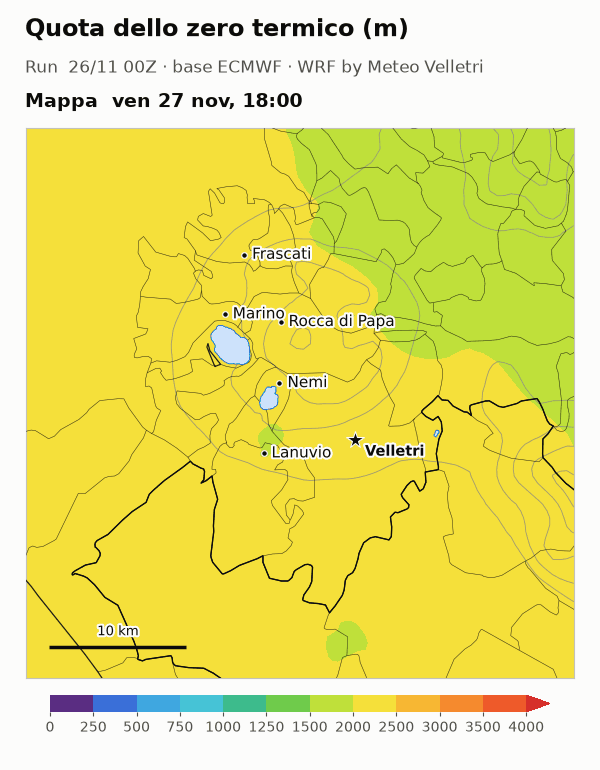 Quota dello zero termico (m)
Run 26/11 00Z · base ECMWF · WRF by Meteo Velletri
Mappa ven 27 nov, 18:00
Frascati
Marino
Rocca di Papa
Nemi
Velletri
Lanuvio
10 km
0 250 500 750 1000 1250 1500 2000 2500 3000 3500 4000